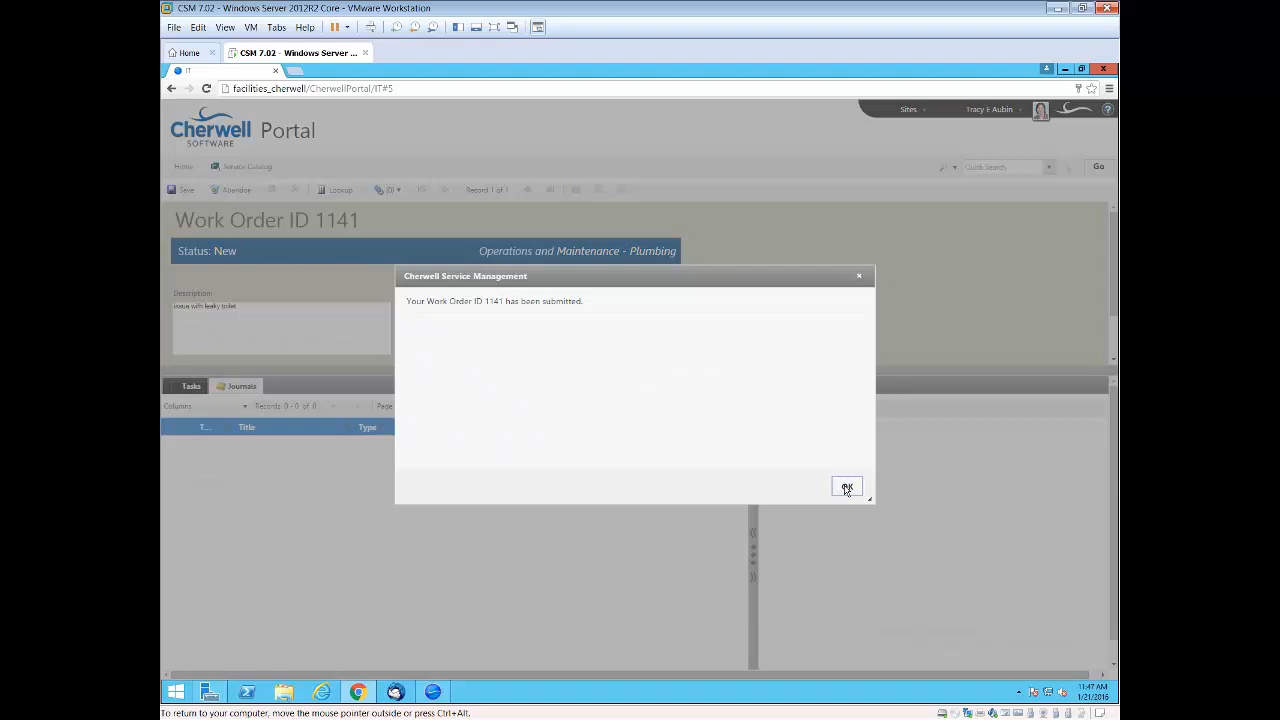 CSM 7.02 - Windows Server 2012R2 Core - VMware Workstation
File Edit View VM Tabs Help
Home
CSM 7.02 - Windows Server ...
IT
facilities_cherwell/CherwellPortal/IT#5
Cherwell SOFTWARE Portal
Sites Tracy E Aubin
Home Service Catalog
Quick Search Go
Save Abandon Lookup (0) Record 1 of 1
Work Order ID 1141
Status: New Operations and Maintenance - Plumbing
Cherwell Service Management
Your Work Order ID 1141 has been submitted.
Description:
issue with leaky toilet
Tasks Journals
Columns Records 0 - 0 of 0 Page
T... Title Type
OK
11:47 AM
1/21/2016
To return to your computer, move the mouse pointer outside or press Ctrl+Alt.